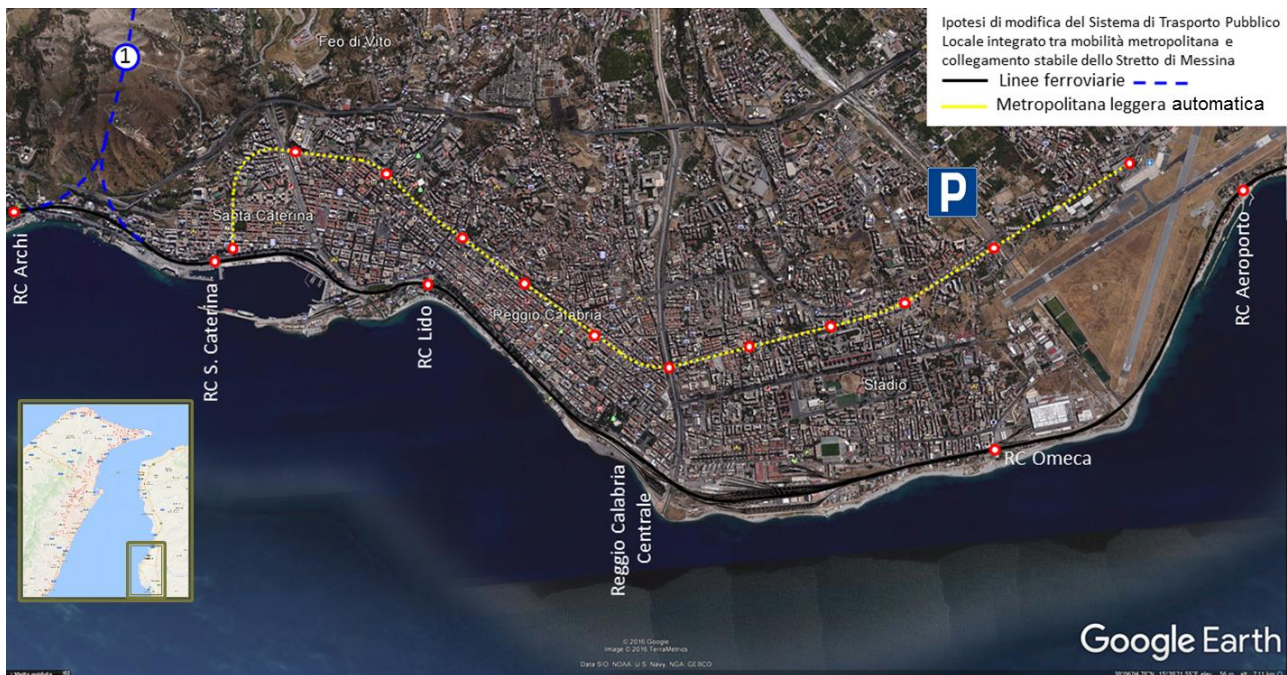 Ipotesi di modifica del Sistema di Trasporto Pubblico
Locale integrato tra mobilità metropolitana e
collegamento stabile dello Stretto di Messina
Linee ferroviarie
Metropolitana leggera automatica
Feo di Vito
1
P
Santa Caterina
RC Archi
RC S. Caterina
RC Lido
Reggio Calabria
Stadio
RC Aeroporto
RC Omeca
Reggio Calabria
Centrale
© 2016 Google
Image © 2016 TerraMetrics
Data SIO, NOAA, U.S. Navy, NGA, GEBCO
Google Earth